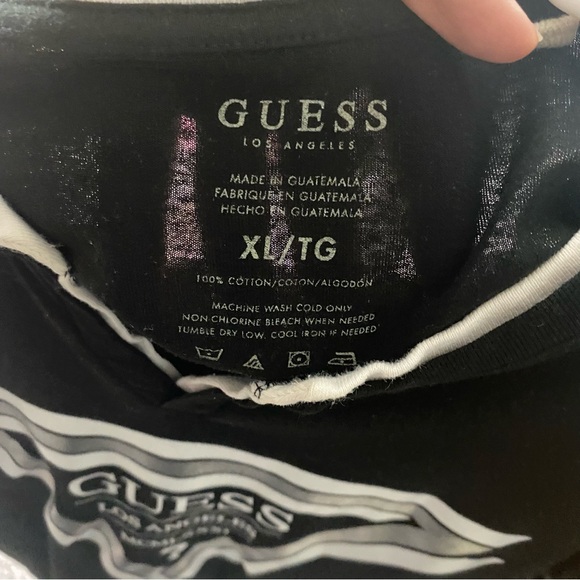 GUESS
LOS ANGELES
MADE IN GUATEMALA
FABRIQUE EN GUATEMALA
HECHO EN GUATEMALA
XL/TG
100% COTTON/COTON/ALGODÓN
MACHINE WASH COLD ONLY
NON CHLORINE BLEACH WHEN NEEDED
TUMBLE DRY LOW, COOL IRON IF NEEDED
GUESS
LOS ANGELES